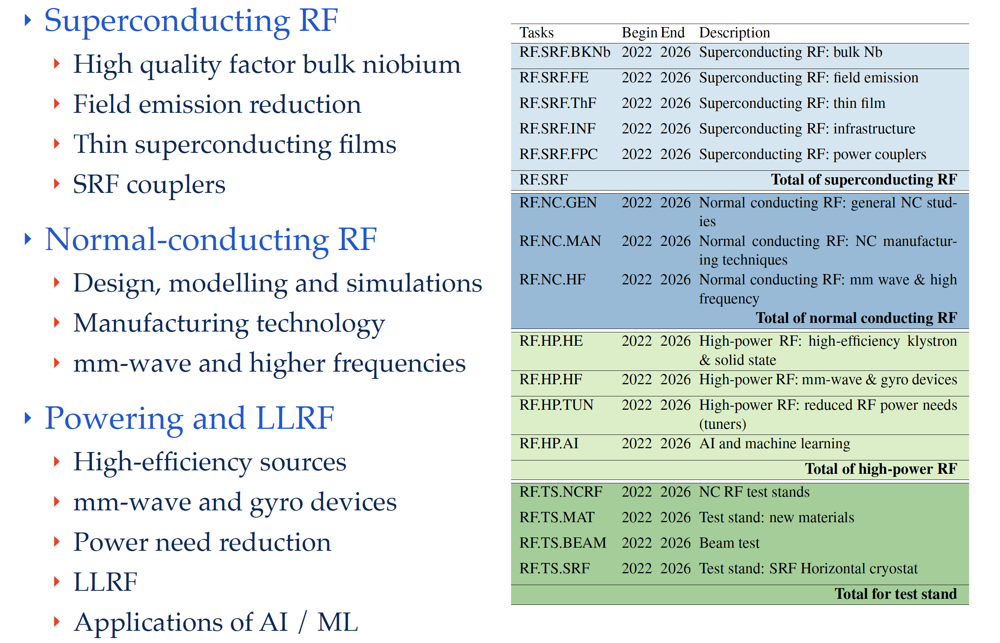 Superconducting RF
High quality factor bulk niobium
Field emission reduction
Thin superconducting films
SRF couplers
Normal-conducting RF
Design, modelling and simulations
Manufacturing technology
mm-wave and higher frequencies
Powering and LLRF
High-efficiency sources
mm-wave and gyro devices
Power need reduction
LLRF
Applications of AI / ML
Tasks Begin End Description
RF.SRF.BKNb 2022 2026 Superconducting RF: bulk Nb
RF.SRF.FE 2022 2026 Superconducting RF: field emission
RF.SRF.ThF 2022 2026 Superconducting RF: thin film
RF.SRF.INF 2022 2026 Superconducting RF: infrastructure
RF.SRF.FPC 2022 2026 Superconducting RF: power couplers
RF.SRF Total of superconducting RF
RF.NC.GEN 2022 2026 Normal conducting RF: general NC stud-
ies
RF.NC.MAN 2022 2026 Normal conducting RF: NC manufactur-
ing techniques
RF.NC.HF 2022 2026 Normal conducting RF: mm wave & high
frequency
Total of normal conducting RF
RF.HP.HE 2022 2026 High-power RF: high-efficiency klystron
& solid state
RF.HP.HF 2022 2026 High-power RF: mm-wave & gyro devices
RF.HP.TUN 2022 2026 High-power RF: reduced RF power needs
(tuners)
RF.HP.AI 2022 2026 AI and machine learning
Total of high-power RF
RF.TS.NCRF 2022 2026 NC RF test stands
RF.TS.MAT 2022 2026 Test stand: new materials
RF.TS.BEAM 2022 2026 Beam test
RF.TS.SRF 2022 2026 Test stand: SRF Horizontal cryostat
Total for test stand